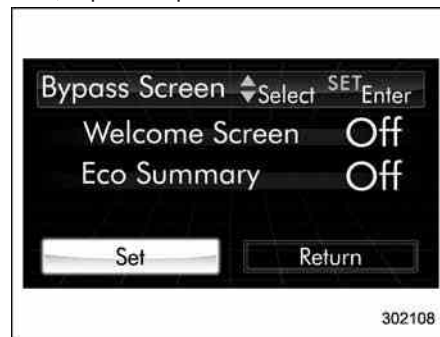 Bypass Screen Select SET Enter
Welcome Screen Off
Eco Summary Off
Set Return
302108